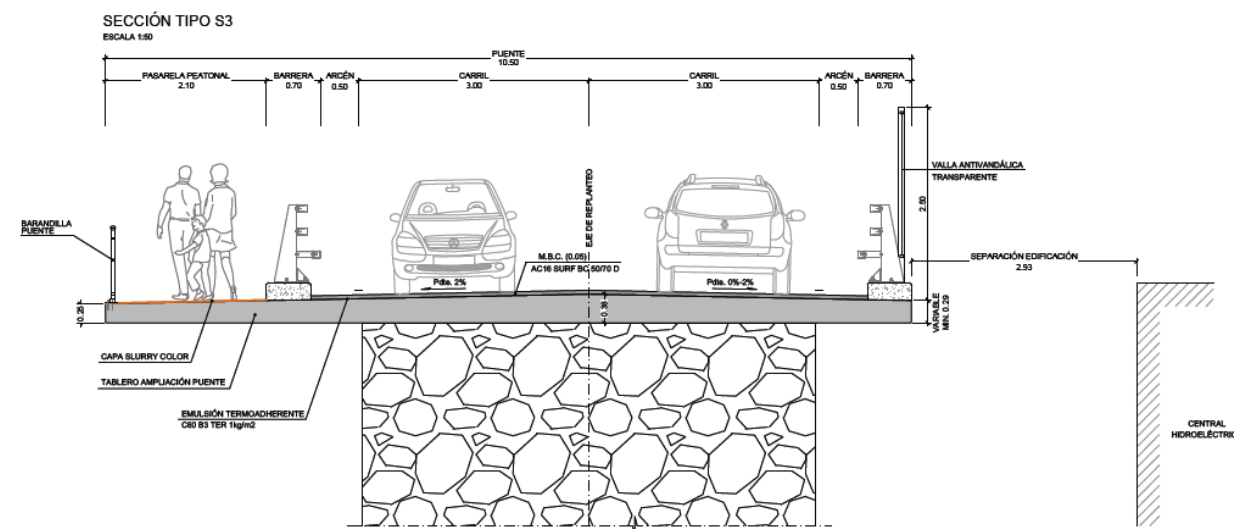 SECCIÓN TIPO S3
ESCALA 1:50
PUENTE
10.50
PASARELA PEATONAL
2.10
BARRERA
0.70
ARCÉN
0.50
CARRIL
3.00
CARRIL
3.00
ARCÉN
0.50
BARRERA
0.70
VALLA ANTIVANDÁLICA
TRANSPARENTE
2.50
BARANDILLA
PUENTE
EJE DE REPLANTEO
M.B.C. (0.05)
AC16 SURF BC 50/70 D
SEPARACIÓN EDIFICACIÓN
2.93
Pdte. 2%
Pdte. 0%-2%
0.25
0.38
VARIABLE
MIN. 0.29
CAPA SLURRY COLOR
TABLERO AMPLIACIÓN PUENTE
EMULSIÓN TERMOADHERENTE
C60 B3 TER 1kg/m2
CENTRAL
HIDROELÉCTRIC